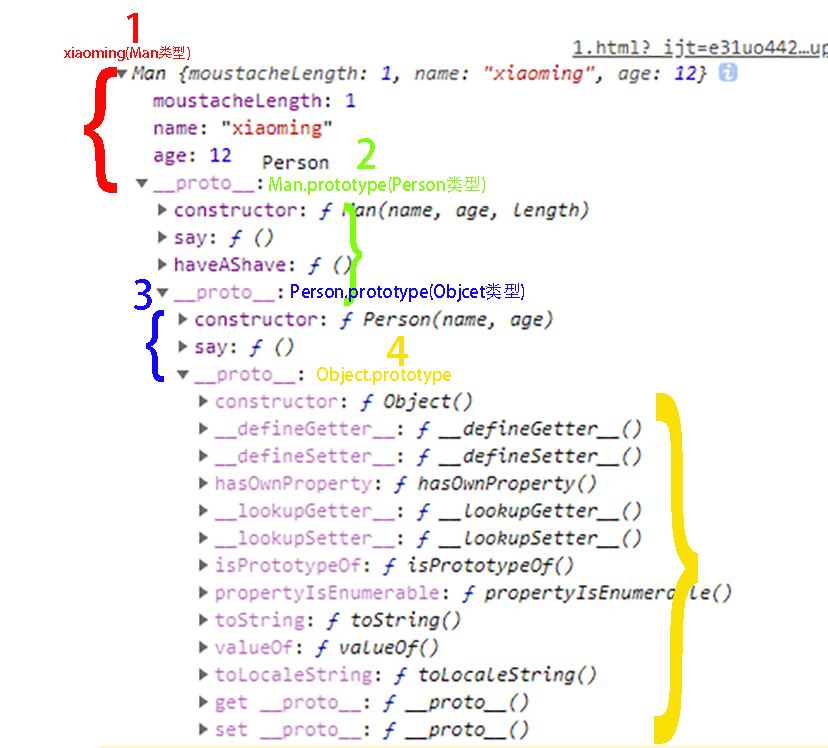 1
xiaoming(Man类型)
1.html? ijt=e31uo442…up
Man {moustacheLength: 1, name: "xiaoming", age: 12} i
moustacheLength: 1
name: "xiaoming"
age: 12
Person
2
__proto__: Man.prototype(Person类型)
constructor: ƒ Man(name, age, length)
say: ƒ ()
haveAShave: ƒ ()
3
__proto__: Person.prototype(Objcet类型)
constructor: ƒ Person(name, age)
say: ƒ ()
4
__proto__: Object.prototype
constructor: ƒ Object()
__defineGetter__: ƒ __defineGetter__()
__defineSetter__: ƒ __defineSetter__()
hasOwnProperty: ƒ hasOwnProperty()
__lookupGetter__: ƒ __lookupGetter__()
__lookupSetter__: ƒ __lookupSetter__()
isPrototypeOf: ƒ isPrototypeOf()
propertyIsEnumerable: ƒ propertyIsEnumerable()
toString: ƒ toString()
valueOf: ƒ valueOf()
toLocaleString: ƒ toLocaleString()
get __proto__: ƒ __proto__()
set __proto__: ƒ __proto__()